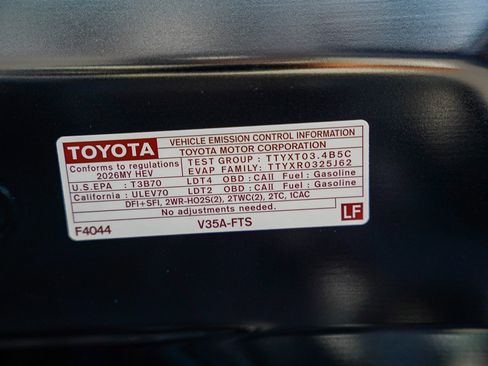 TOYOTA
VEHICLE EMISSION CONTROL INFORMATION
TOYOTA MOTOR CORPORATION
Conforms to regulations
2026MY HEV
TEST GROUP : TTYXT03.4B5C
EVAP FAMILY: TTYXR0325J62
U.S.EPA : T3B70 LDT4 OBD : CaII Fuel : Gasoline
California : ULEV70 LDT2 OBD : CaII Fuel : Gasoline
DFI+SFI, 2WR-HO2S(2), 2TWC(2), 2TC, 1CAC
No adjustments needed.
F4044 V35A-FTS LF